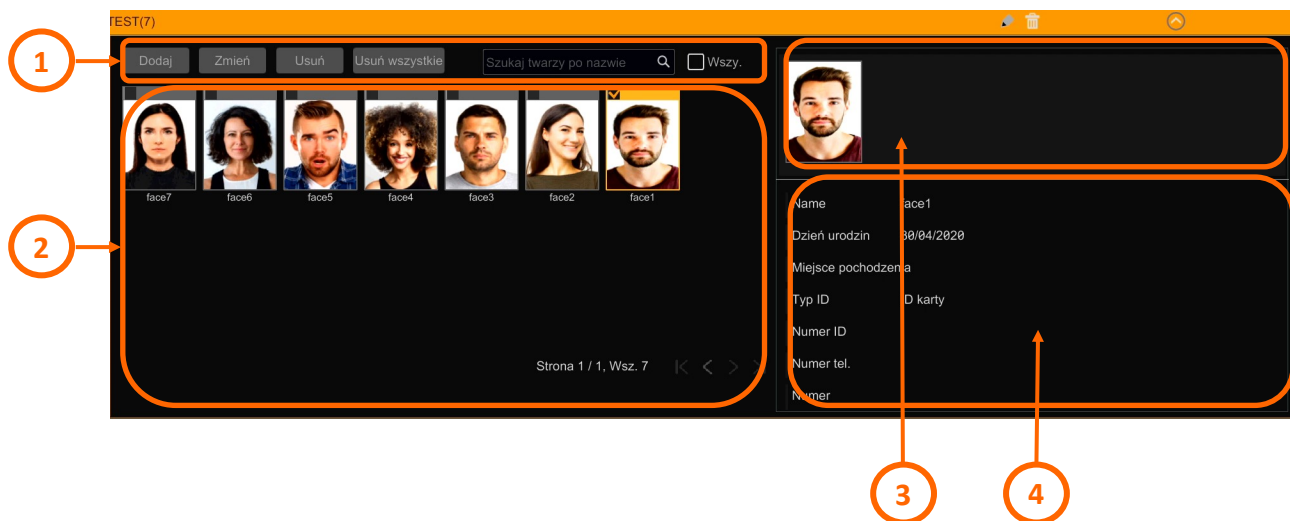 TEST(7)
1
Dodaj Zmień Usuń Usuń wszystkie Szukaj twarzy po nazwie Wszy.
2
face7 face6 face5 face4 face3 face2 face1
Strona 1 / 1, Wsz. 7
Name face1
Dzień urodzin 30/04/2020
Miejsce pochodzenia
Typ ID ID karty
Numer ID
Numer tel.
Numer
3 4